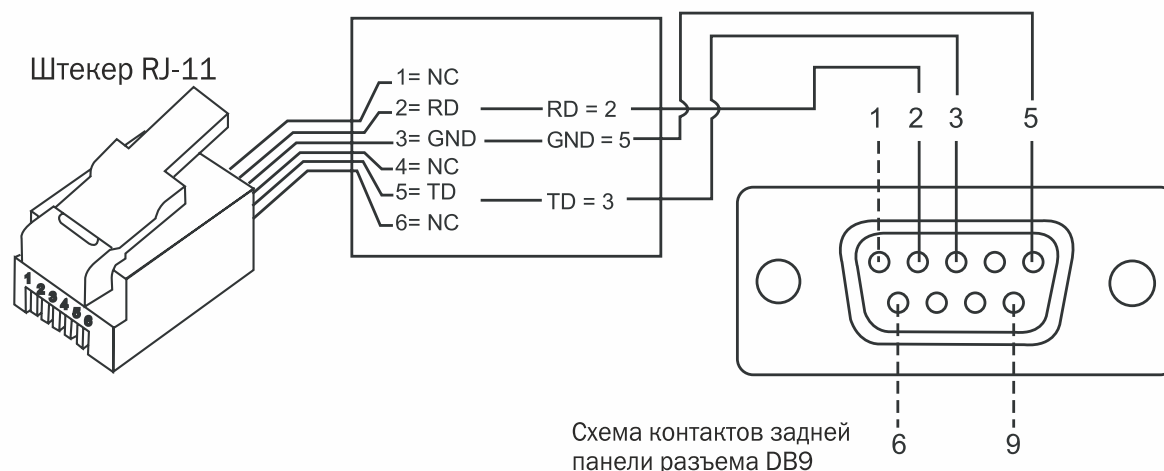 Штекер RJ-11
1= NC
2= RD
3= GND
4= NC
5= TD
6= NC
RD = 2
GND = 5
TD = 3
1 2 3 5
1 2 3 4 5 6
6 9
Схема контактов задней
панели разъема DB9